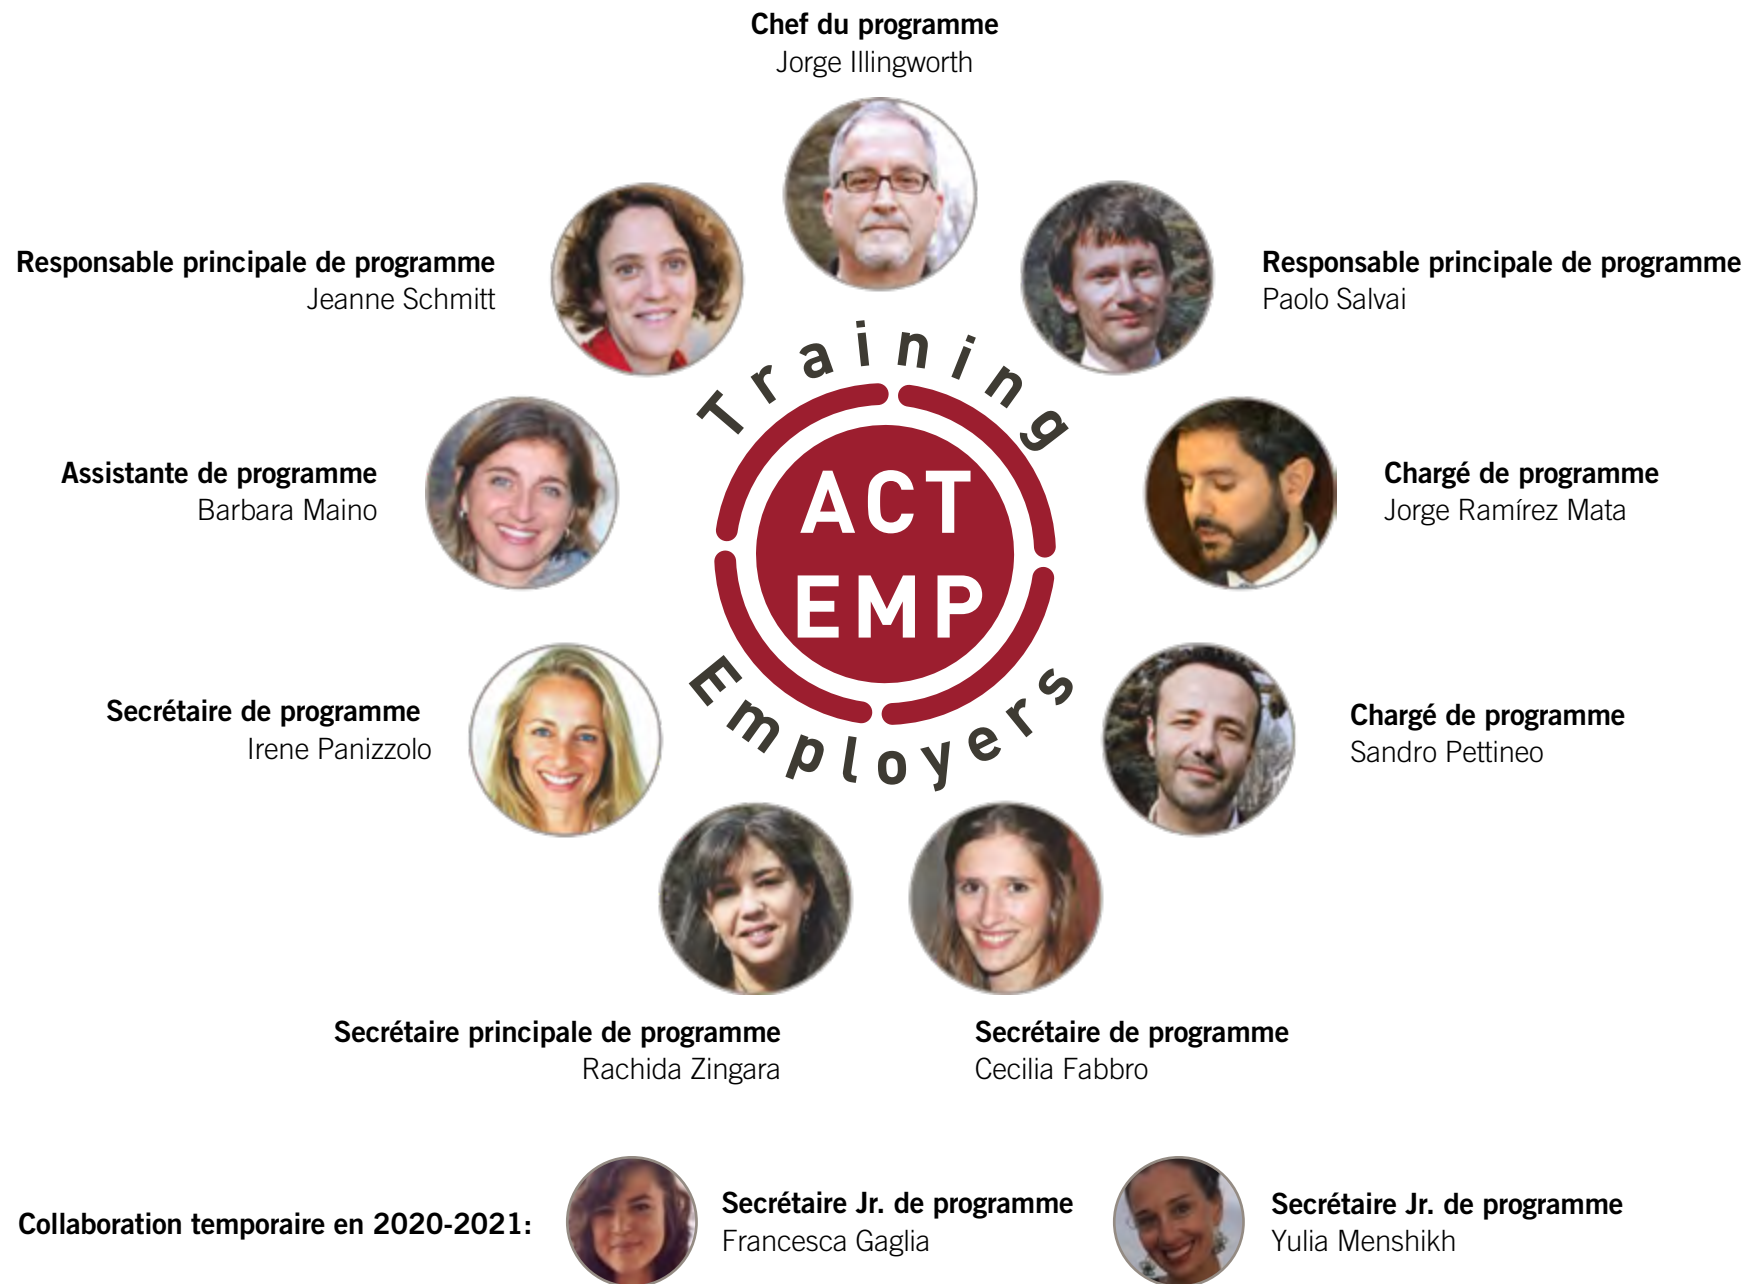 Chef du programme
Jorge Illingworth
Responsable principale de programme
Jeanne Schmitt
Responsable principale de programme
Paolo Salvai
Training
ACT
EMP
Employers
Assistante de programme
Barbara Maino
Chargé de programme
Jorge Ramírez Mata
Secrétaire de programme
Irene Panizzolo
Chargé de programme
Sandro Pettineo
Secrétaire principale de programme
Rachida Zingara
Secrétaire de programme
Cecilia Fabbro
Collaboration temporaire en 2020-2021:
Secrétaire Jr. de programme
Francesca Gaglia
Secrétaire Jr. de programme
Yulia Menshikh